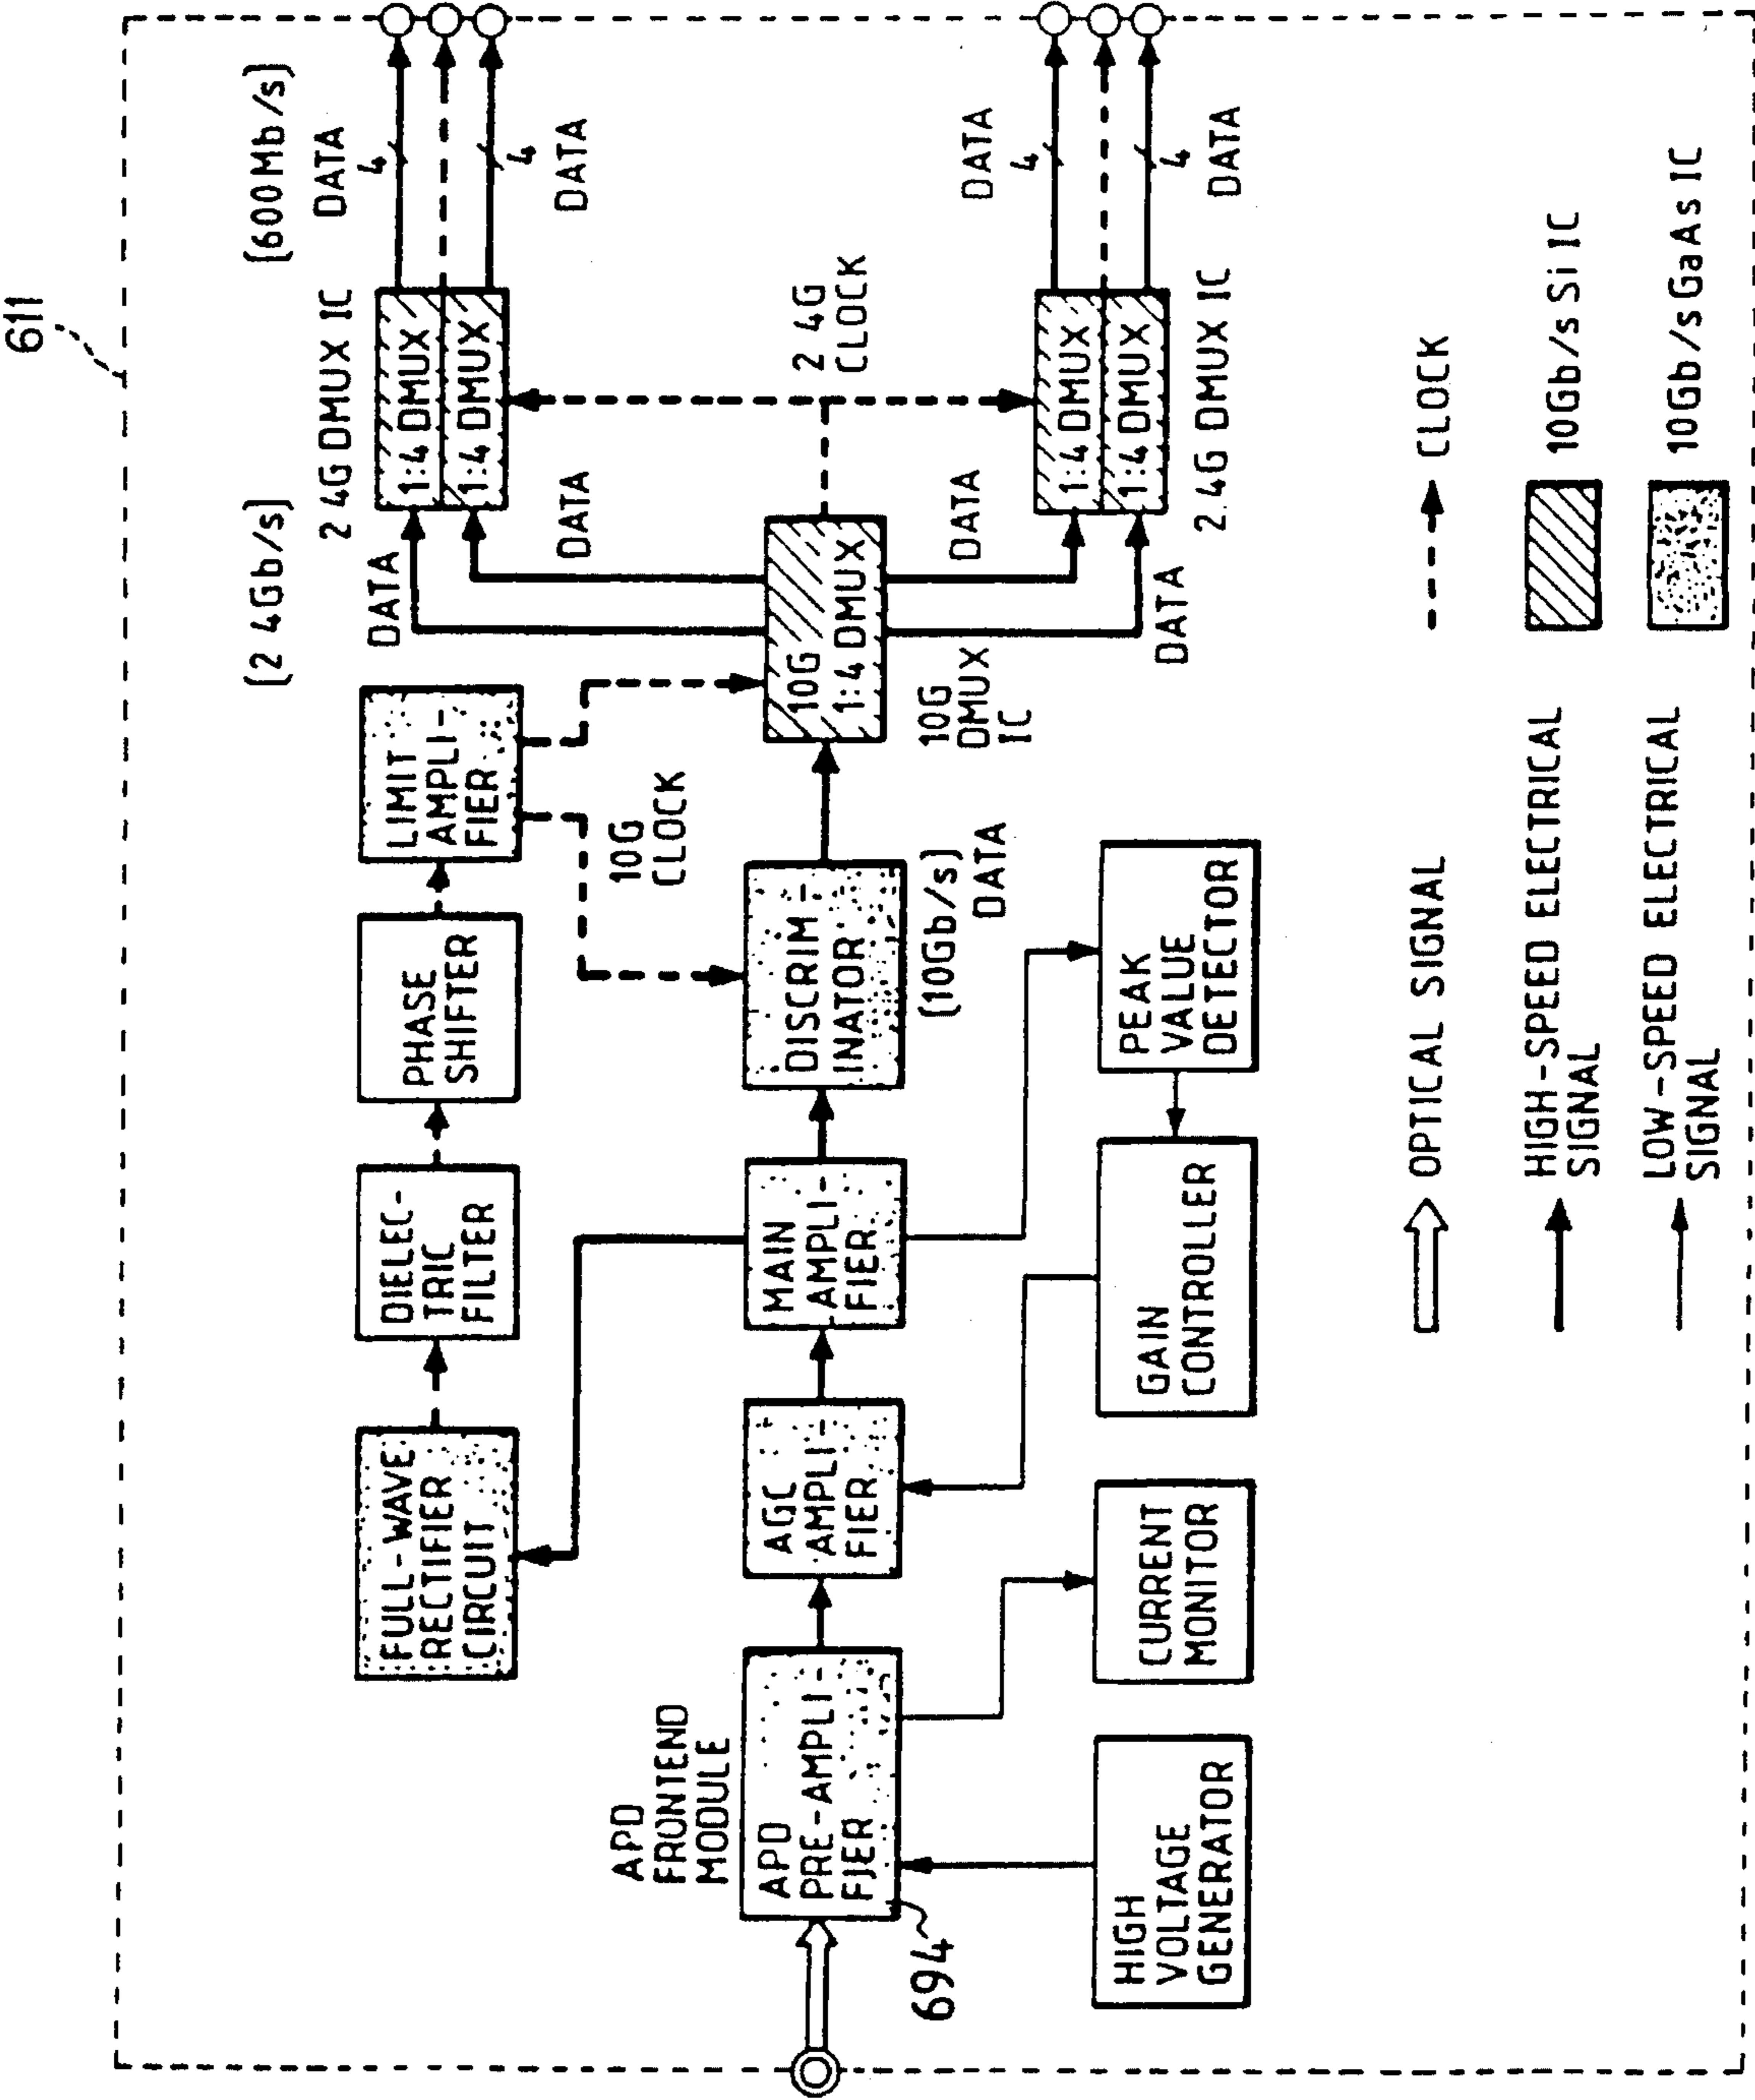 611
[2 4Gb/s]
[600Mb/s]
2 4G DMUX IC
DATA
4
1:4 DMUX
1:4 DMUX
4
DATA
DATA
DATA
FULL-WAVE
RECTIFIER
CIRCUIT
DIELEC-
TRIC
FILTER
PHASE
SHIFTER
LIMIT
AMPLI-
FIER
10G
CLOCK
2 4G
CLOCK
APD
FRONTEND
MODULE
APD
PRE-AMPLI-
FIER
694
AGC
AMPLI-
FIER
MAIN
AMPLI-
FIER
DISCRIM-
INATOR
[10Gb/s]
DATA
10G
1:4 DMUX
10G
DMUX
IC
DATA
DATA
DATA
4
1:4 DMUX
1:4 DMUX
4
DATA
2.4G DMUX IC
HIGH
VOLTAGE
GENERATOR
CURRENT
MONITOR
GAIN
CONTROLLER
PEAK
VALUE
DETECTOR
OPTICAL SIGNAL
CLOCK
HIGH-SPEED ELECTRICAL
SIGNAL
10Gb/s Si IC
LOW-SPEED ELECTRICAL
SIGNAL
10Gb/s GaAs IC